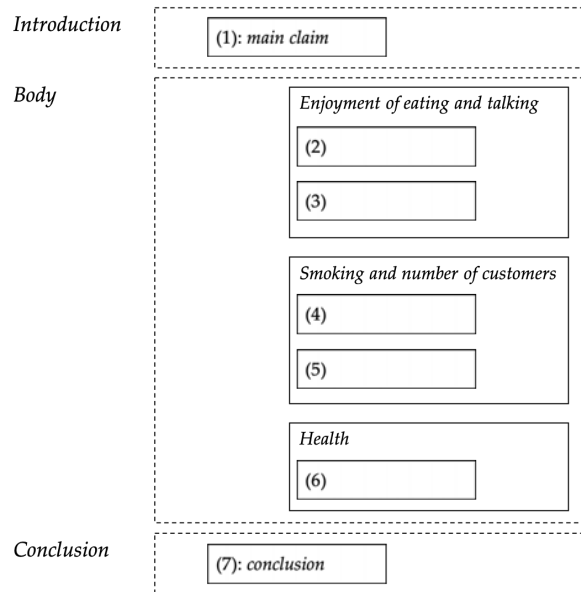 Introduction
(1): main claim
Body
Enjoyment of eating and talking
(2)
(3)
Smoking and number of customers
(4)
(5)
Health
(6)
Conclusion
(7): conclusion